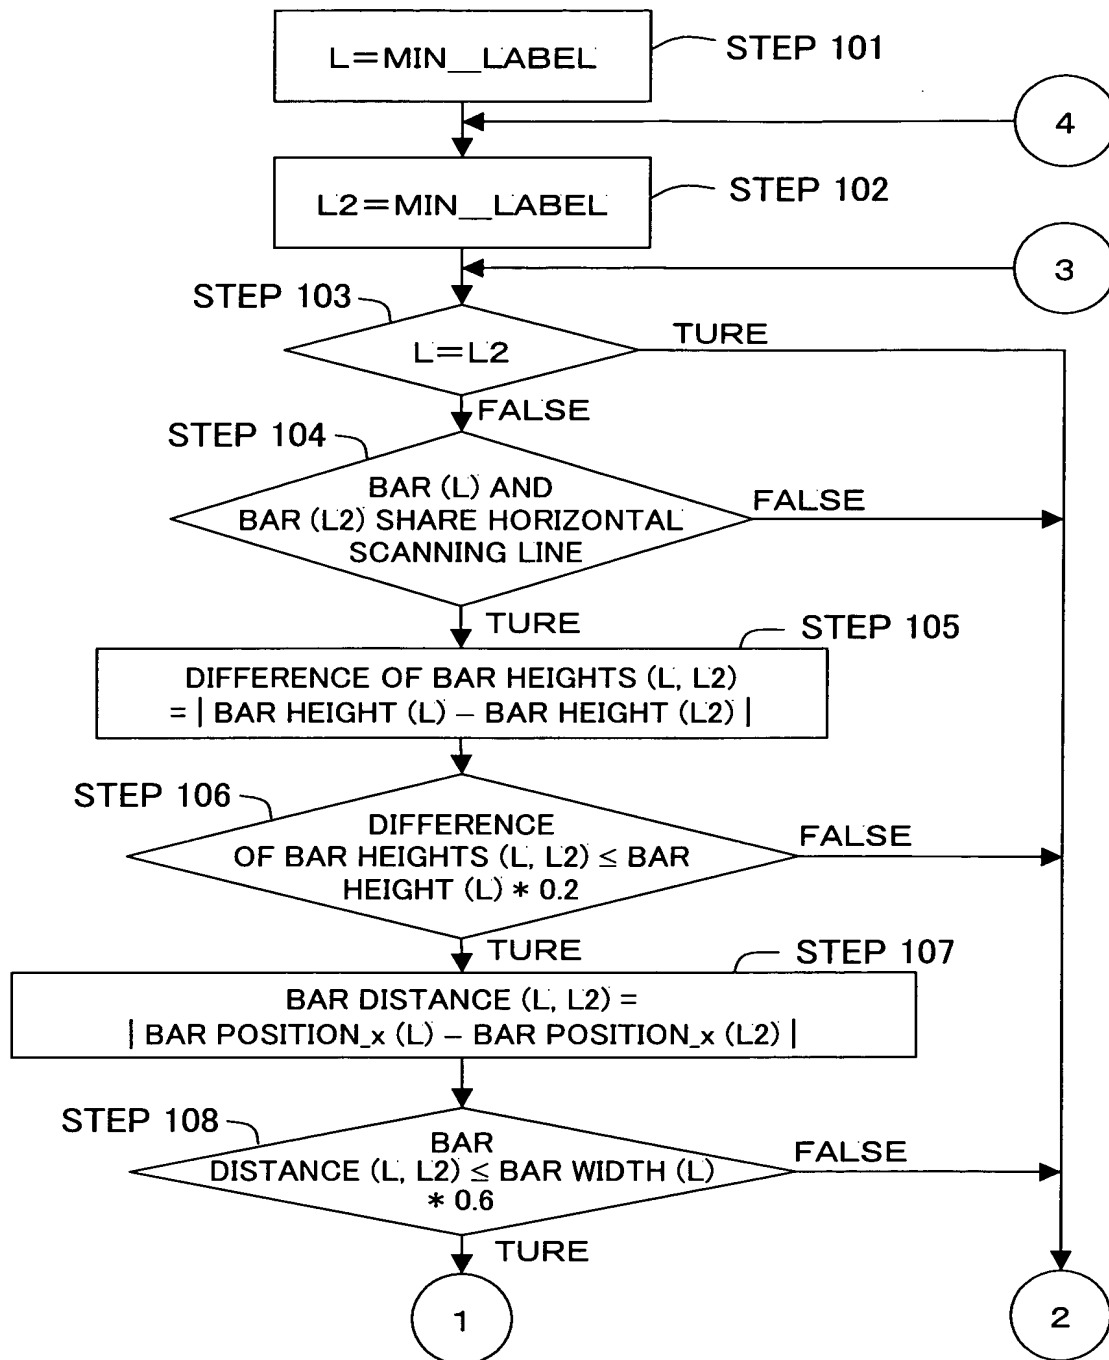 L=MIN__LABEL
STEP 101
4
L2=MIN__LABEL
STEP 102
3
STEP 103
L=L2
TURE
FALSE
STEP 104
BAR (L) AND
BAR (L2) SHARE HORIZONTAL
SCANNING LINE
FALSE
TURE
STEP 105
DIFFERENCE OF BAR HEIGHTS (L, L2)
= | BAR HEIGHT (L) – BAR HEIGHT (L2) |
STEP 106
DIFFERENCE
OF BAR HEIGHTS (L, L2) ≤ BAR
HEIGHT (L) * 0.2
FALSE
TURE
STEP 107
BAR DISTANCE (L, L2) =
| BAR POSITION_x (L) – BAR POSITION_x (L2) |
STEP 108
BAR
DISTANCE (L, L2) ≤ BAR WIDTH (L)
* 0.6
FALSE
TURE
1
2